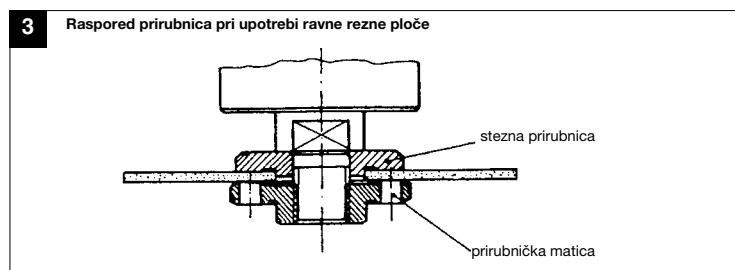 3 Raspored prirubnica pri upotrebi ravne rezne ploče
stezna prirubnica
prirubnička matica